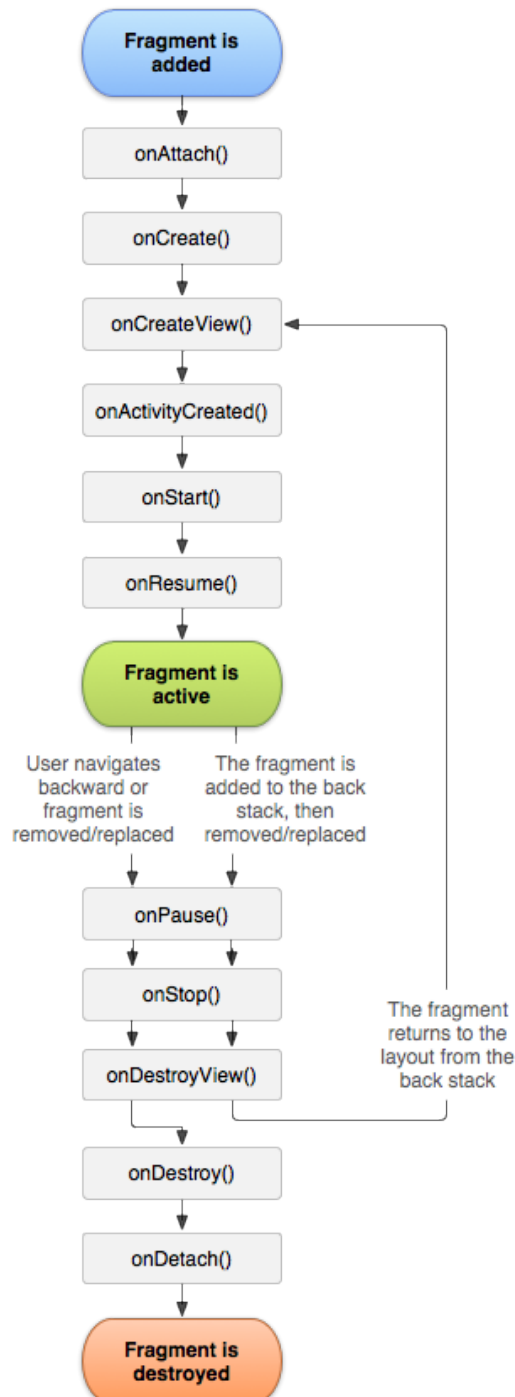 Fragment is
added
onAttach()
onCreate()
onCreateView()
onActivityCreated()
onStart()
onResume()
Fragment is
active
User navigates
backward or
fragment is
removed/replaced
The fragment is
added to the back
stack, then
removed/replaced
onPause()
onStop()
onDestroyView()
The fragment
returns to the
layout from the
back stack
onDestroy()
onDetach()
Fragment is
destroyed